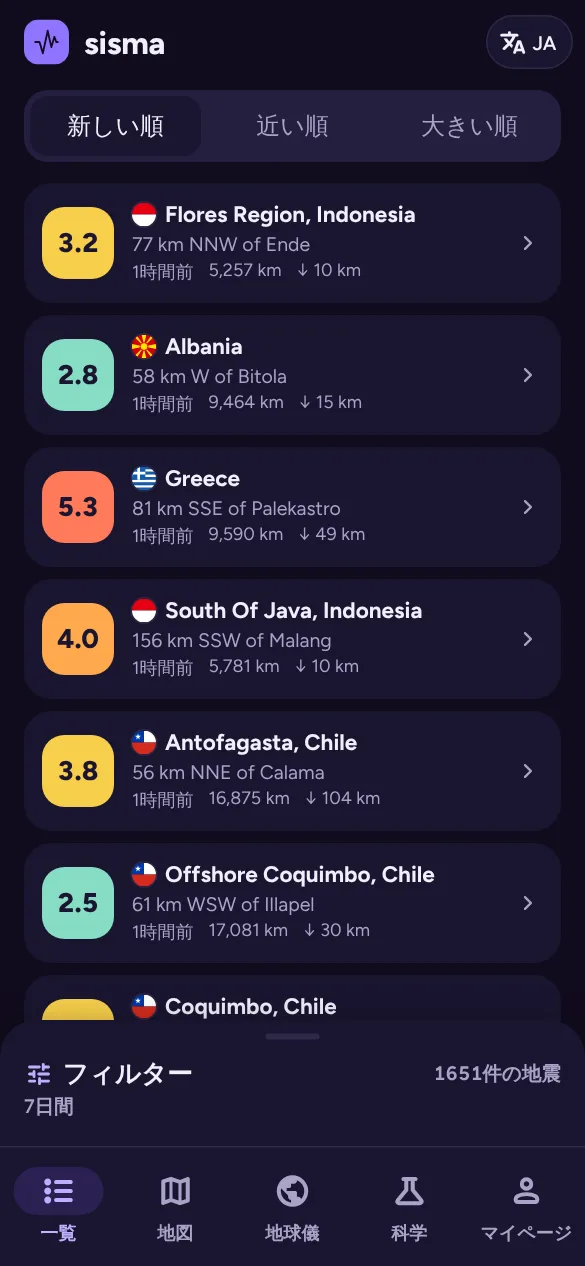 sisma
JA
新しい順
近い順
大きい順
3.2
Flores Region, Indonesia
77 km NNW of Ende
1時間前 5,257 km ↓ 10 km
2.8
Albania
58 km W of Bitola
1時間前 9,464 km ↓ 15 km
5.3
Greece
81 km SSE of Palekastro
1時間前 9,590 km ↓ 49 km
4.0
South Of Java, Indonesia
156 km SSW of Malang
1時間前 5,781 km ↓ 10 km
3.8
Antofagasta, Chile
56 km NNE of Calama
1時間前 16,875 km ↓ 104 km
2.5
Offshore Coquimbo, Chile
61 km WSW of Illapel
1時間前 17,081 km ↓ 30 km
Coquimbo, Chile
フィルター
1651件の地震
7日間
一覧
地図
地球儀
科学
マイページ